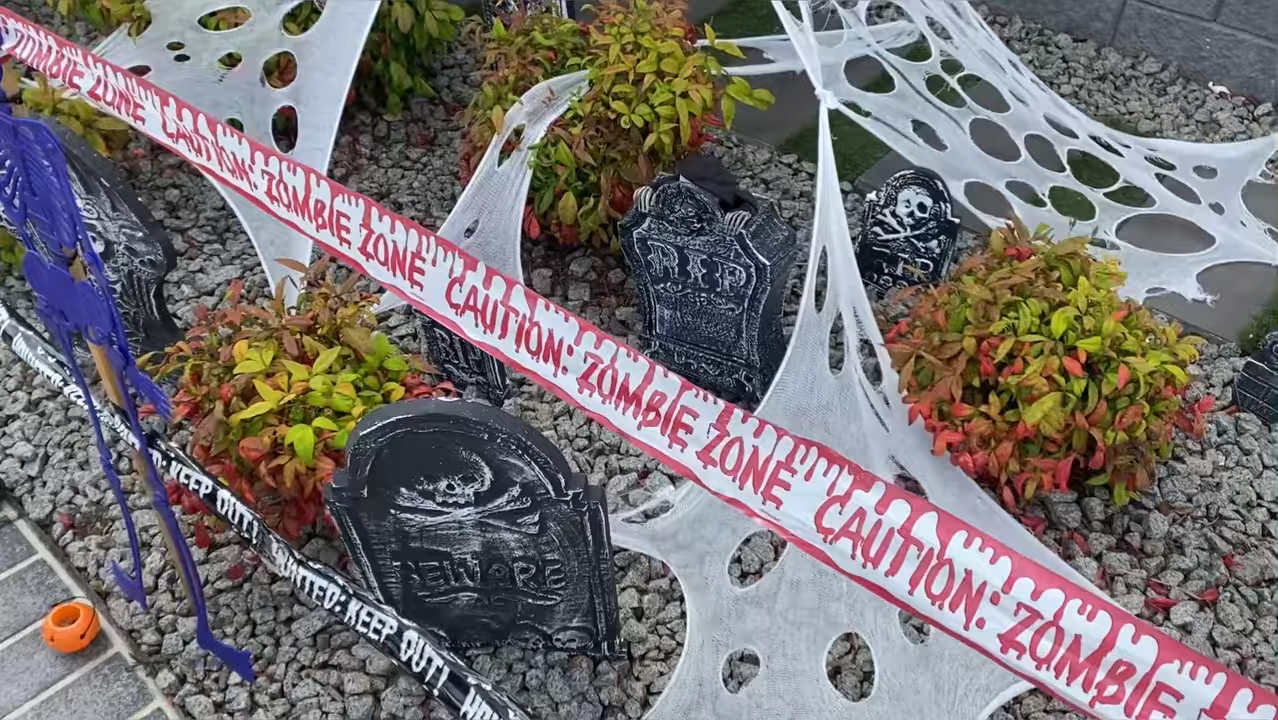 ZOMBIE ZONE CAUTION: ZOMBIE ZONE CAUTION: ZOMBIE ZONE CAUTION: ZOMBIE
RIP
BEWARE
KEEP OUT! HAUNTED: KEEP OUT!